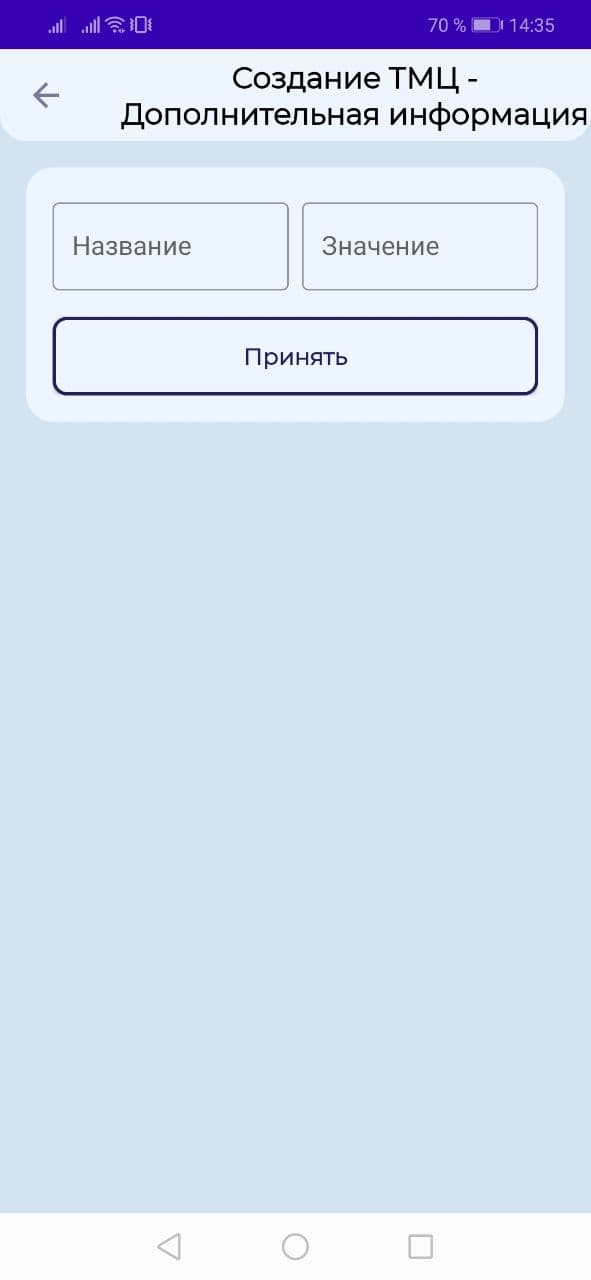 70 % 14:35
Создание ТМЦ -
Дополнительная информация
Название Значение
Принять